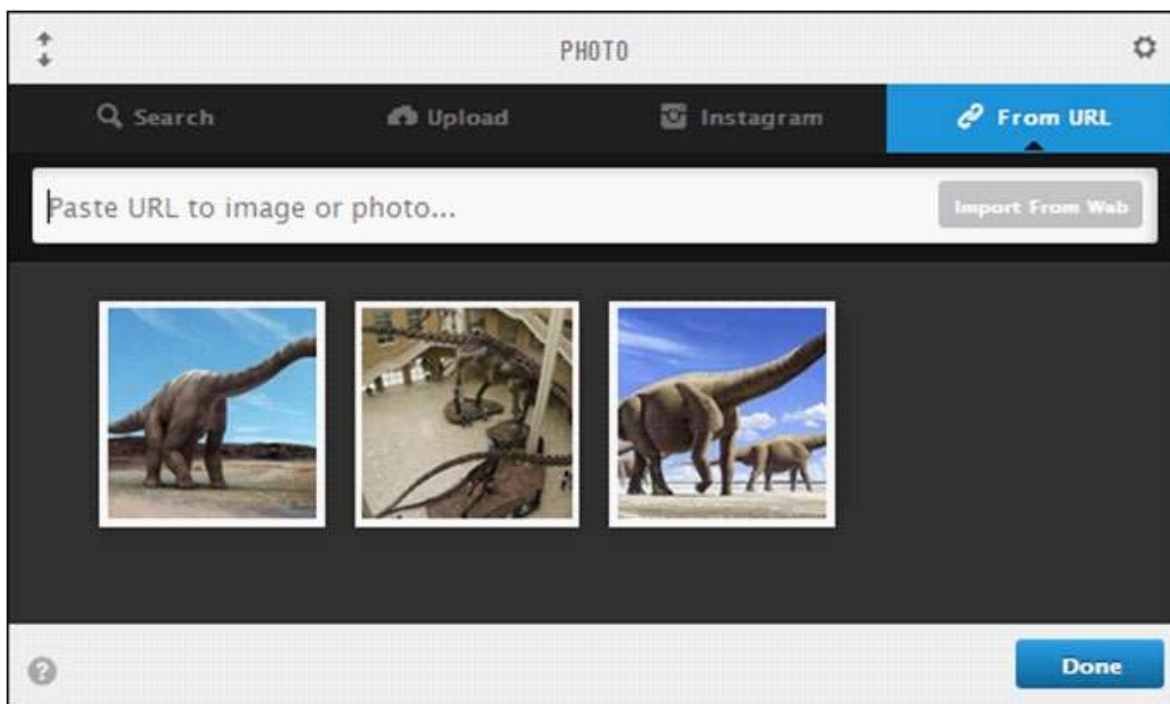 PHOTO
Search Upload Instagram From URL
Paste URL to image or photo...
Import From Web
?
Done